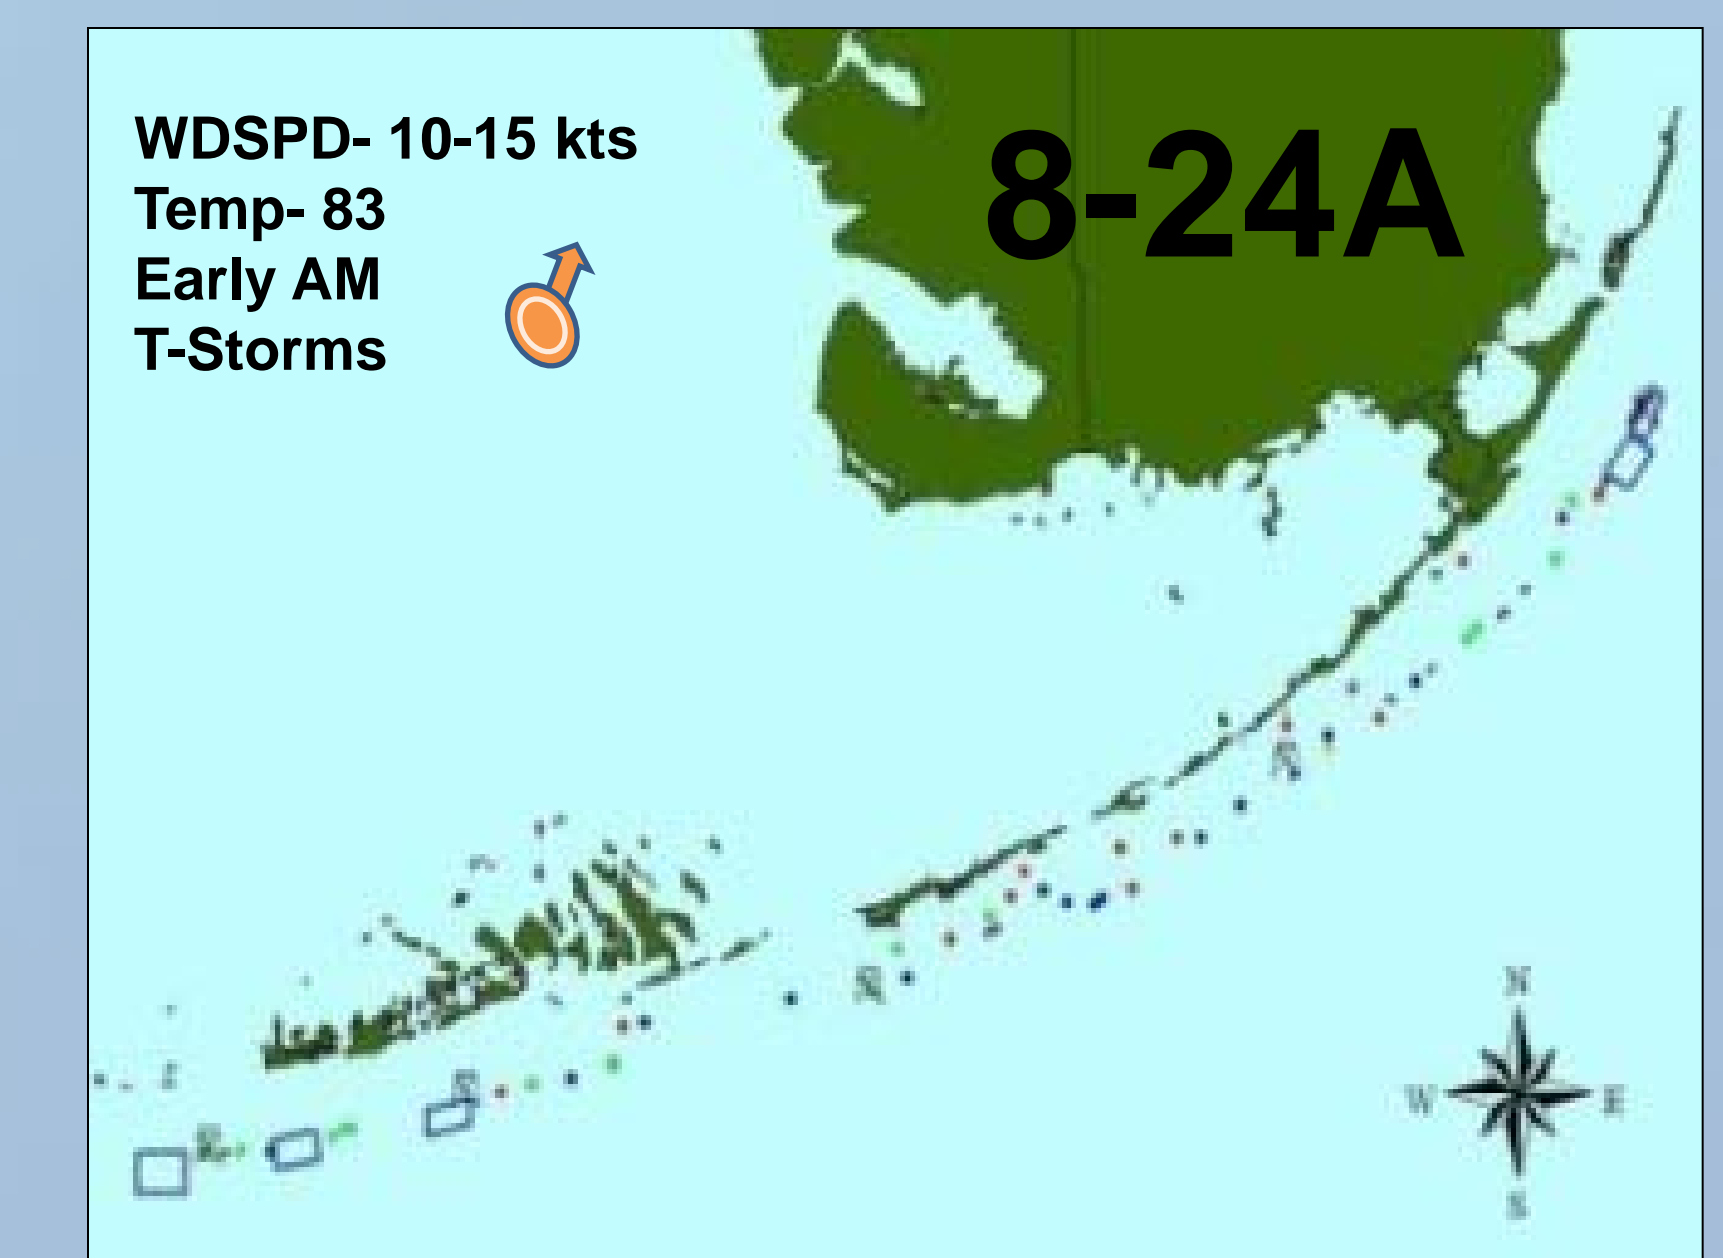 WDSPD- 10-15 kts
Temp- 83
Early AM
T-Storms
8-24A
N
W
E
S